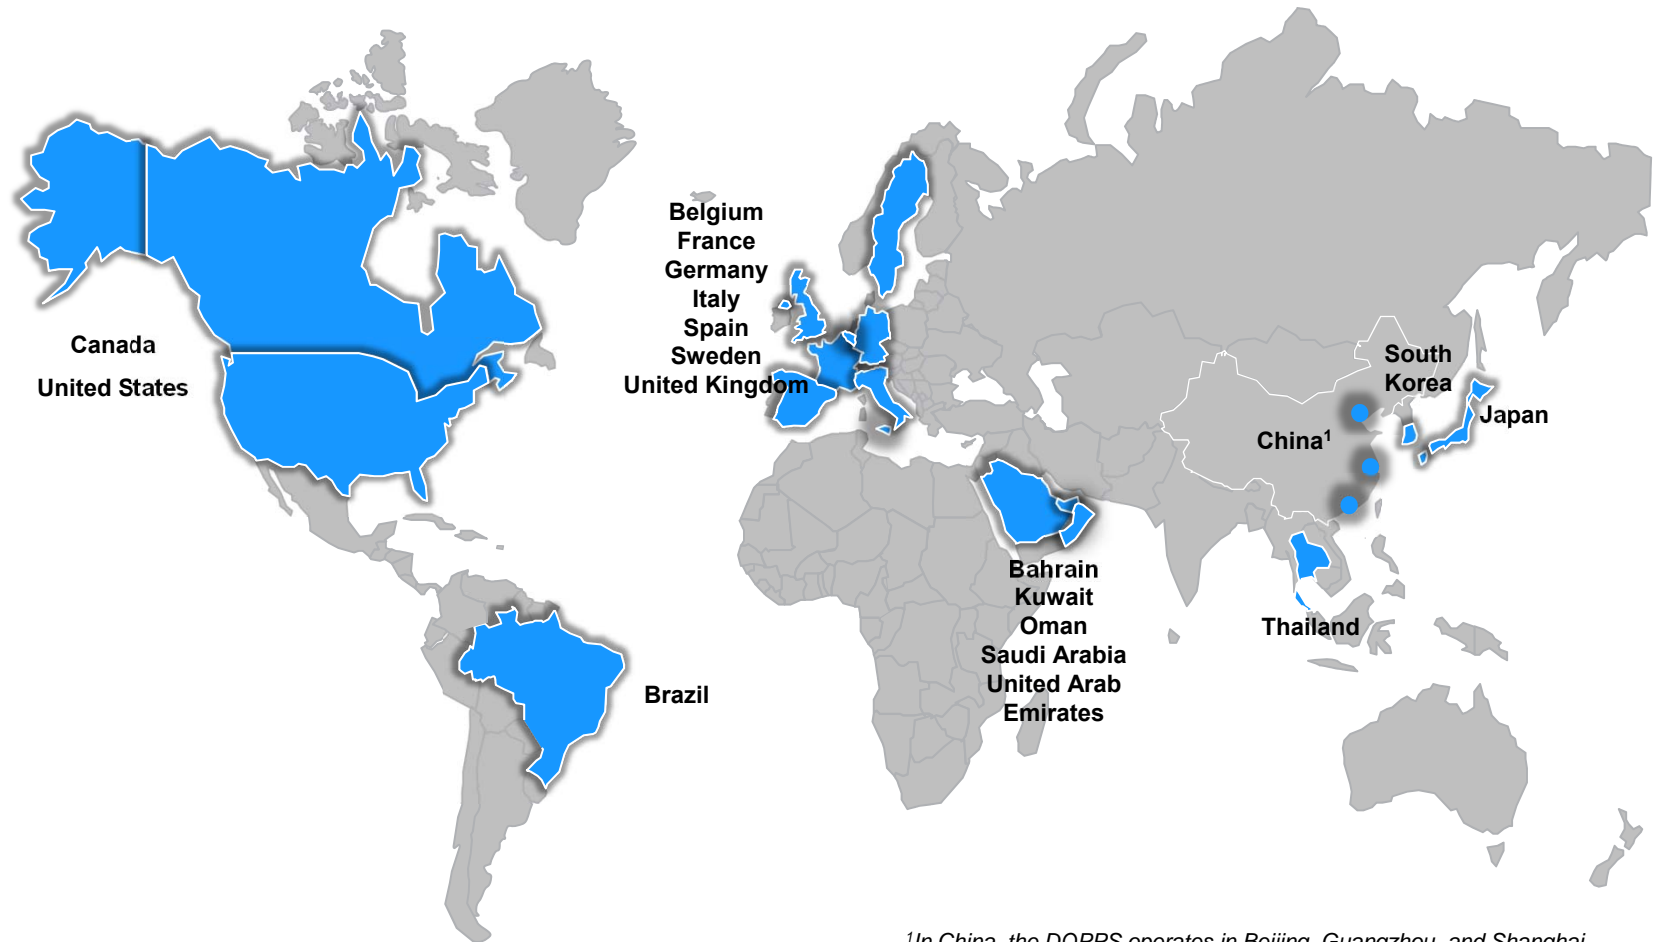 Canada
United States
Belgium
France
Germany
Italy
Spain
Sweden
United Kingdom
Brazil
Bahrain
Kuwait
Oman
Saudi Arabia
United Arab
Emirates
China¹
South
Korea
Japan
Thailand
¹In China, the DOPPS operates in Beijing, Guangzhou, and Shanghai